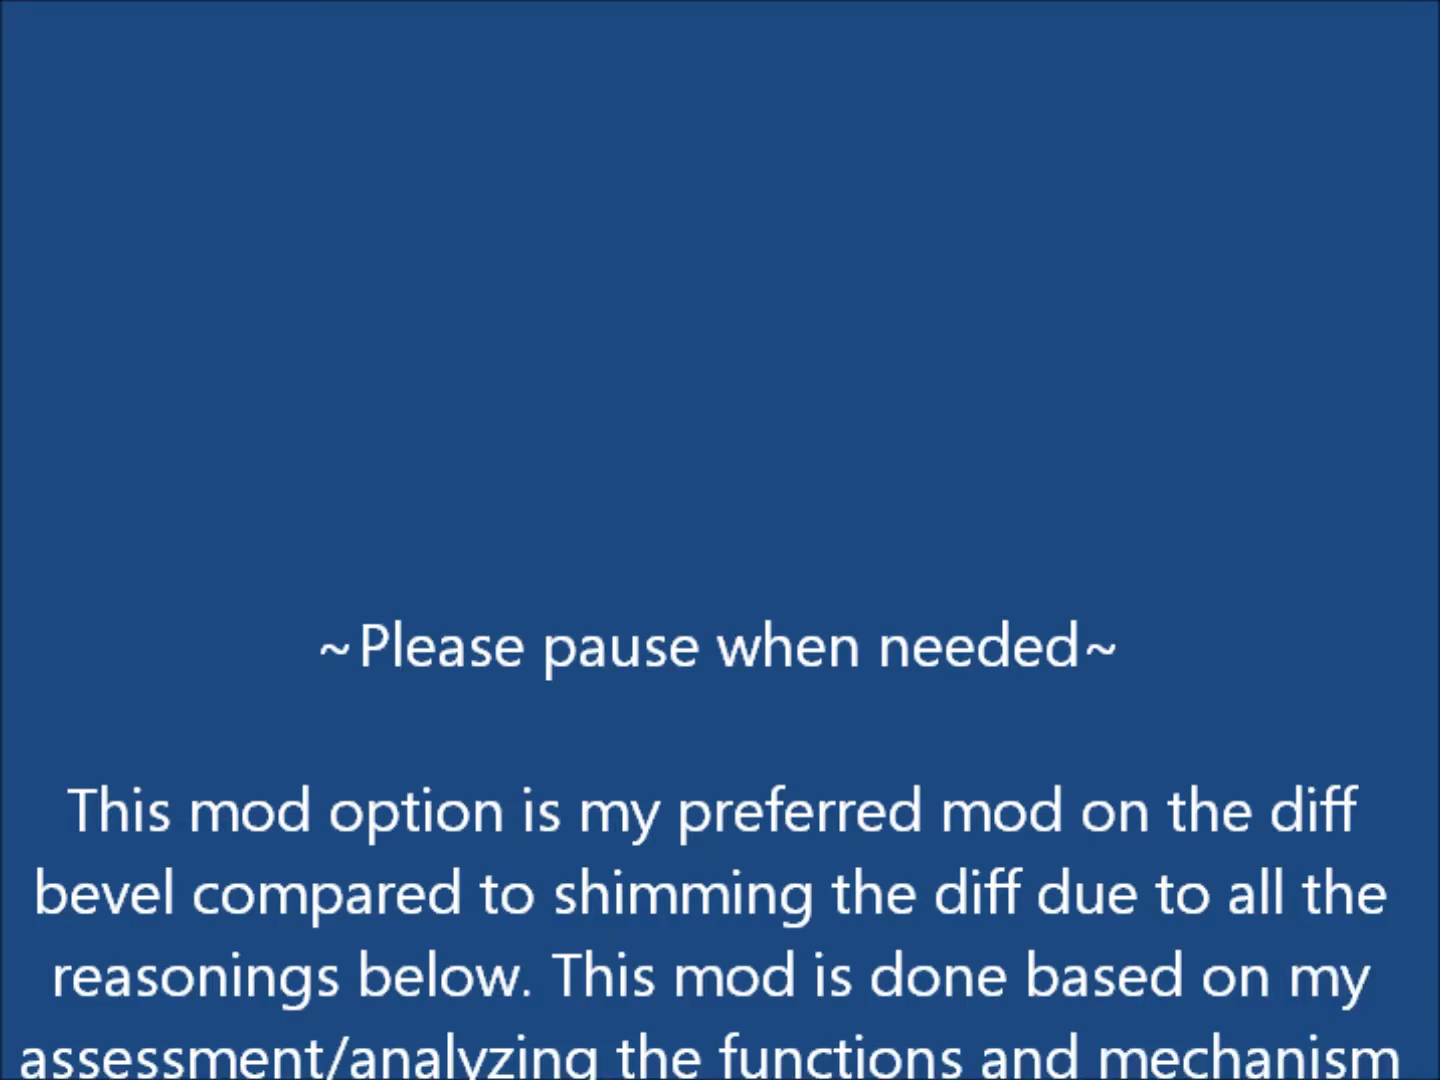 ~Please pause when needed~
This mod option is my preferred mod on the diff
bevel compared to shimming the diff due to all the
reasonings below. This mod is done based on my
assessment/analyzing the functions and mechanism